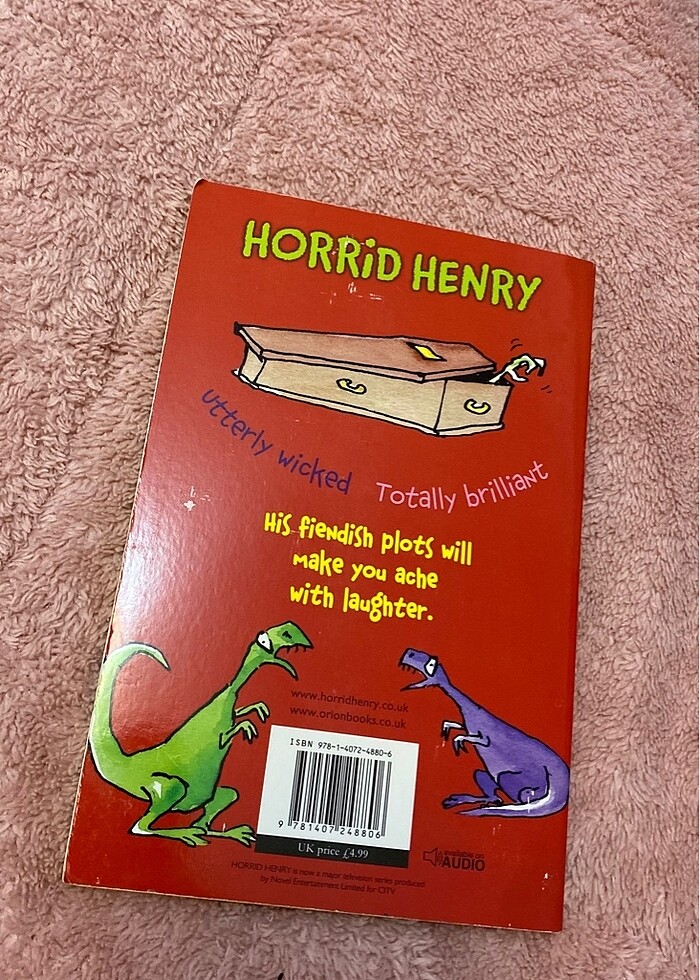 HORRiD HENRY
utterly wicked
Totally brilliant
His fiendish plots will
make you ache
with laughter.
www.horridhenry.co.uk
www.orionbooks.co.uk
ISBN 978-1-4072-4880-6
9 781407 248806
UK price £4.99
available on
AUDIO
HORRID HENRY is now a major television series produced
by Novel Entertainment Limited for CITV